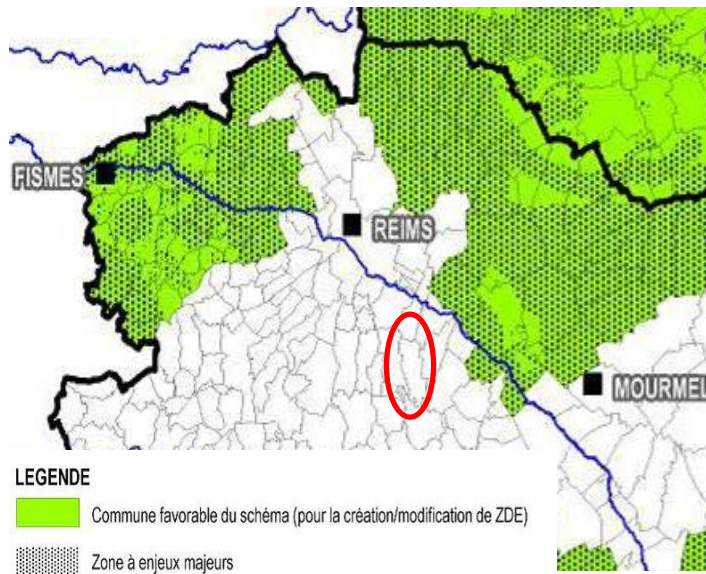 FISMES
REIMS
MOURMEL
LEGENDE
Commune favorable du schéma (pour la création/modification de ZDE)
Zone à enjeux majeurs